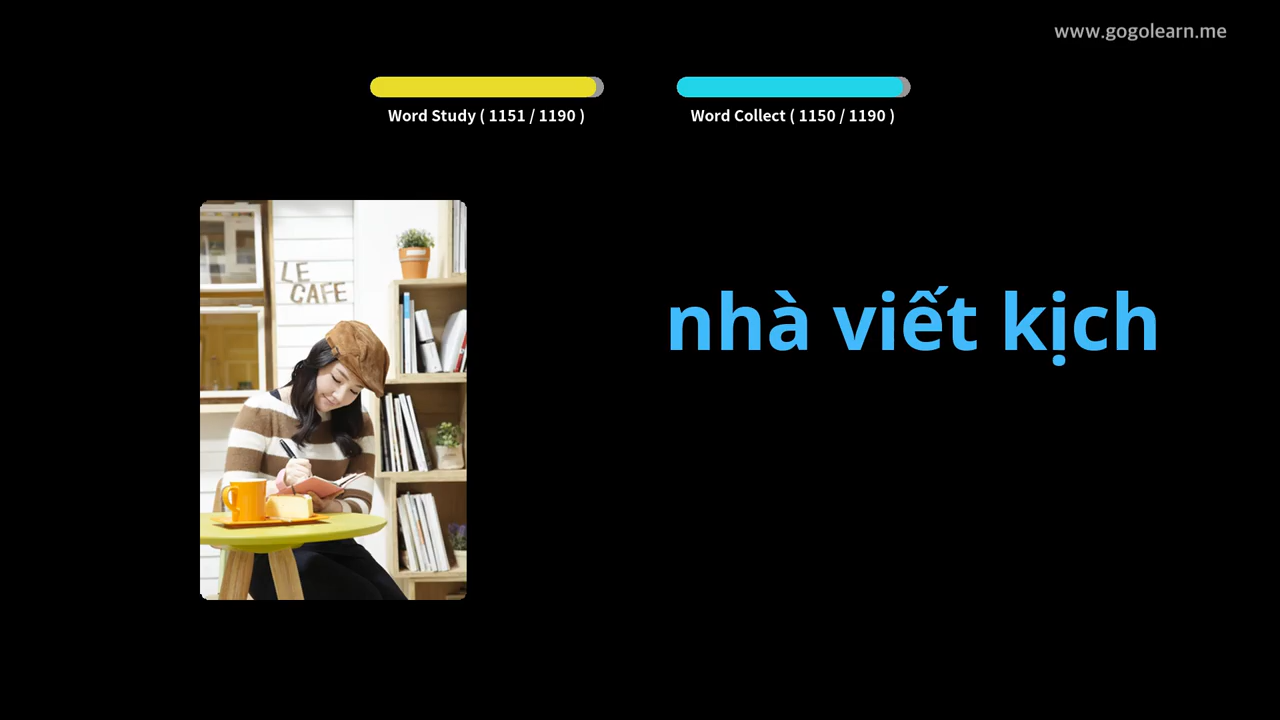 www.gogolearn.me
Word Study ( 1151 / 1190 )
Word Collect ( 1150 / 1190 )
LE
CAFE
nhà viết kịch